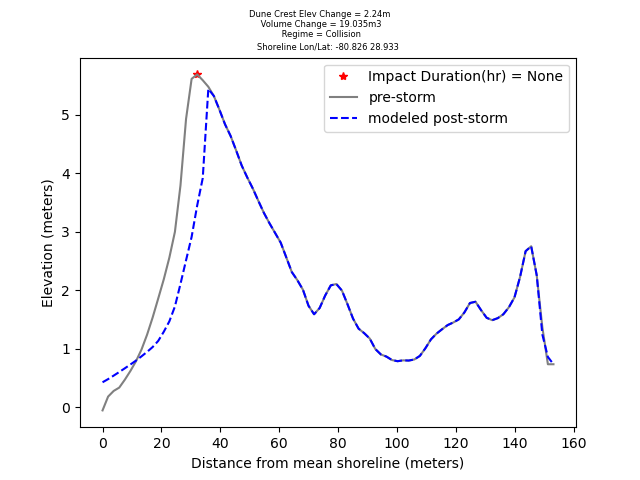 Dune Crest Elev Change = 2.24m
Volume Change = 19.035m3
Regime = Collision
Shoreline Lon/Lat: -80.826 28.933
Impact Duration(hr) = None
pre-storm
modeled post-storm
Elevation (meters)
5
4
3
2
1
0
0 20 40 60 80 100 120 140 160
Distance from mean shoreline (meters)